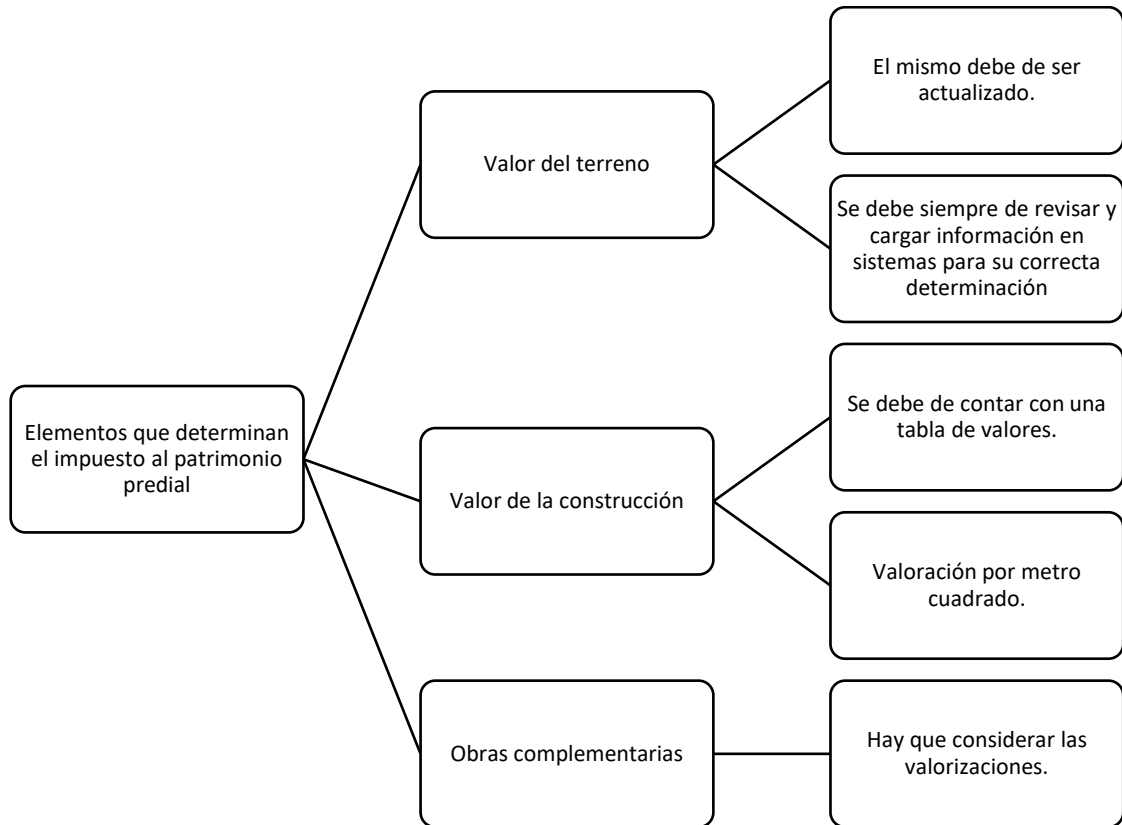 Elementos que determinan
el impuesto al patrimonio
predial
Valor del terreno
El mismo debe de ser
actualizado.
Se debe siempre de revisar y
cargar información en
sistemas para su correcta
determinación
Valor de la construcción
Se debe de contar con una
tabla de valores.
Valoración por metro
cuadrado.
Obras complementarias
Hay que considerar las
valorizaciones.